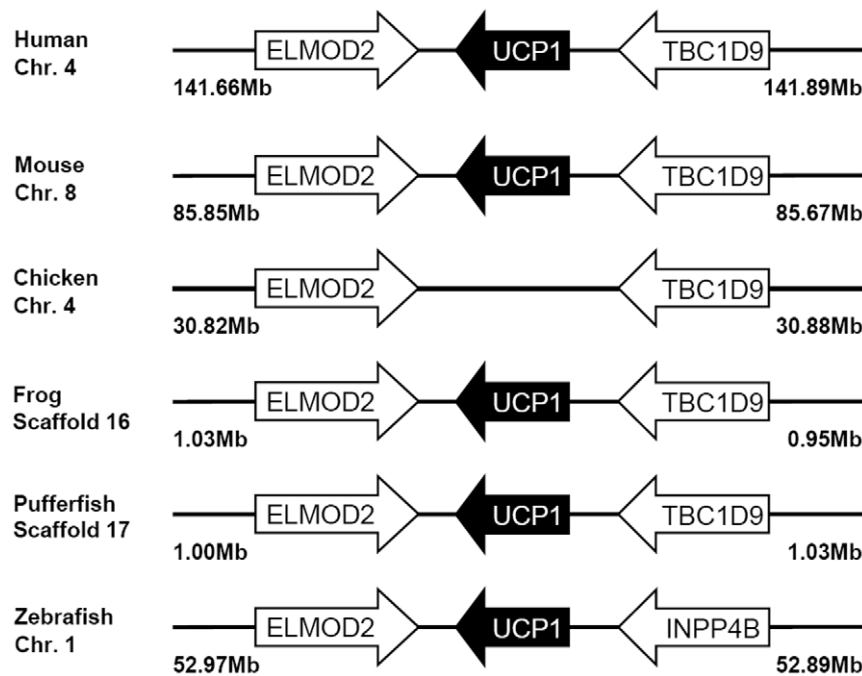 Human
Chr. 4
ELMOD2 UCP1 TBC1D9
141.66Mb 141.89Mb
Mouse
Chr. 8
ELMOD2 UCP1 TBC1D9
85.85Mb 85.67Mb
Chicken
Chr. 4
ELMOD2 TBC1D9
30.82Mb 30.88Mb
Frog
Scaffold 16
ELMOD2 UCP1 TBC1D9
1.03Mb 0.95Mb
Pufferfish
Scaffold 17
ELMOD2 UCP1 TBC1D9
1.00Mb 1.03Mb
Zebrafish
Chr. 1
ELMOD2 UCP1 INPP4B
52.97Mb 52.89Mb